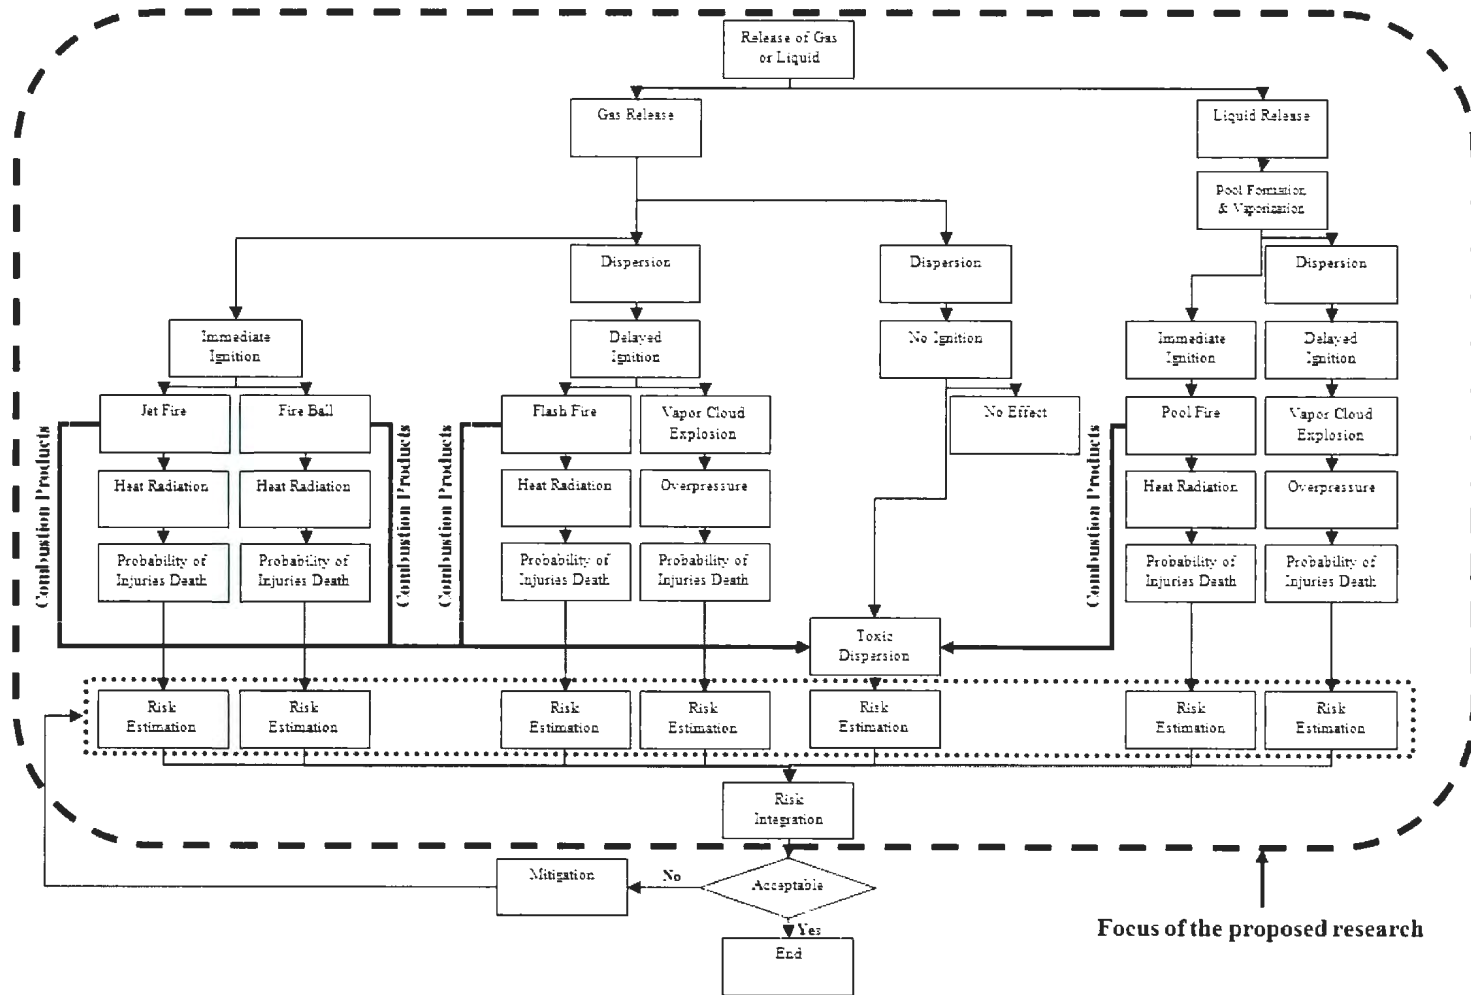 Release of Gas
or Liquid
Gas Release
Liquid Release
Pool Formation
& Vaporization
Dispersion
Dispersion
Dispersion
Immediate
Ignition
Delayed
Ignition
No Ignition
Immediate
Ignition
Delayed
Ignition
Jet Fire
Fire Ball
Flash Fire
Vapor Cloud
Explosion
No Effect
Pool Fire
Vapor Cloud
Explosion
Combustion Products
Combustion Products
Combustion Products
Combustion Products
Heat Radiation
Heat Radiation
Heat Radiation
Overpressure
Heat Radiation
Overpressure
Probability of
Injuries Death
Probability of
Injuries Death
Probability of
Injuries Death
Probability of
Injuries Death
Probability of
Injuries Death
Probability of
Injuries Death
Toxic
Dispersion
Risk
Estimation
Risk
Estimation
Risk
Estimation
Risk
Estimation
Risk
Estimation
Risk
Estimation
Risk
Estimation
Risk
Integration
Mitigation
No
Acceptable
Yes
End
Focus of the proposed research